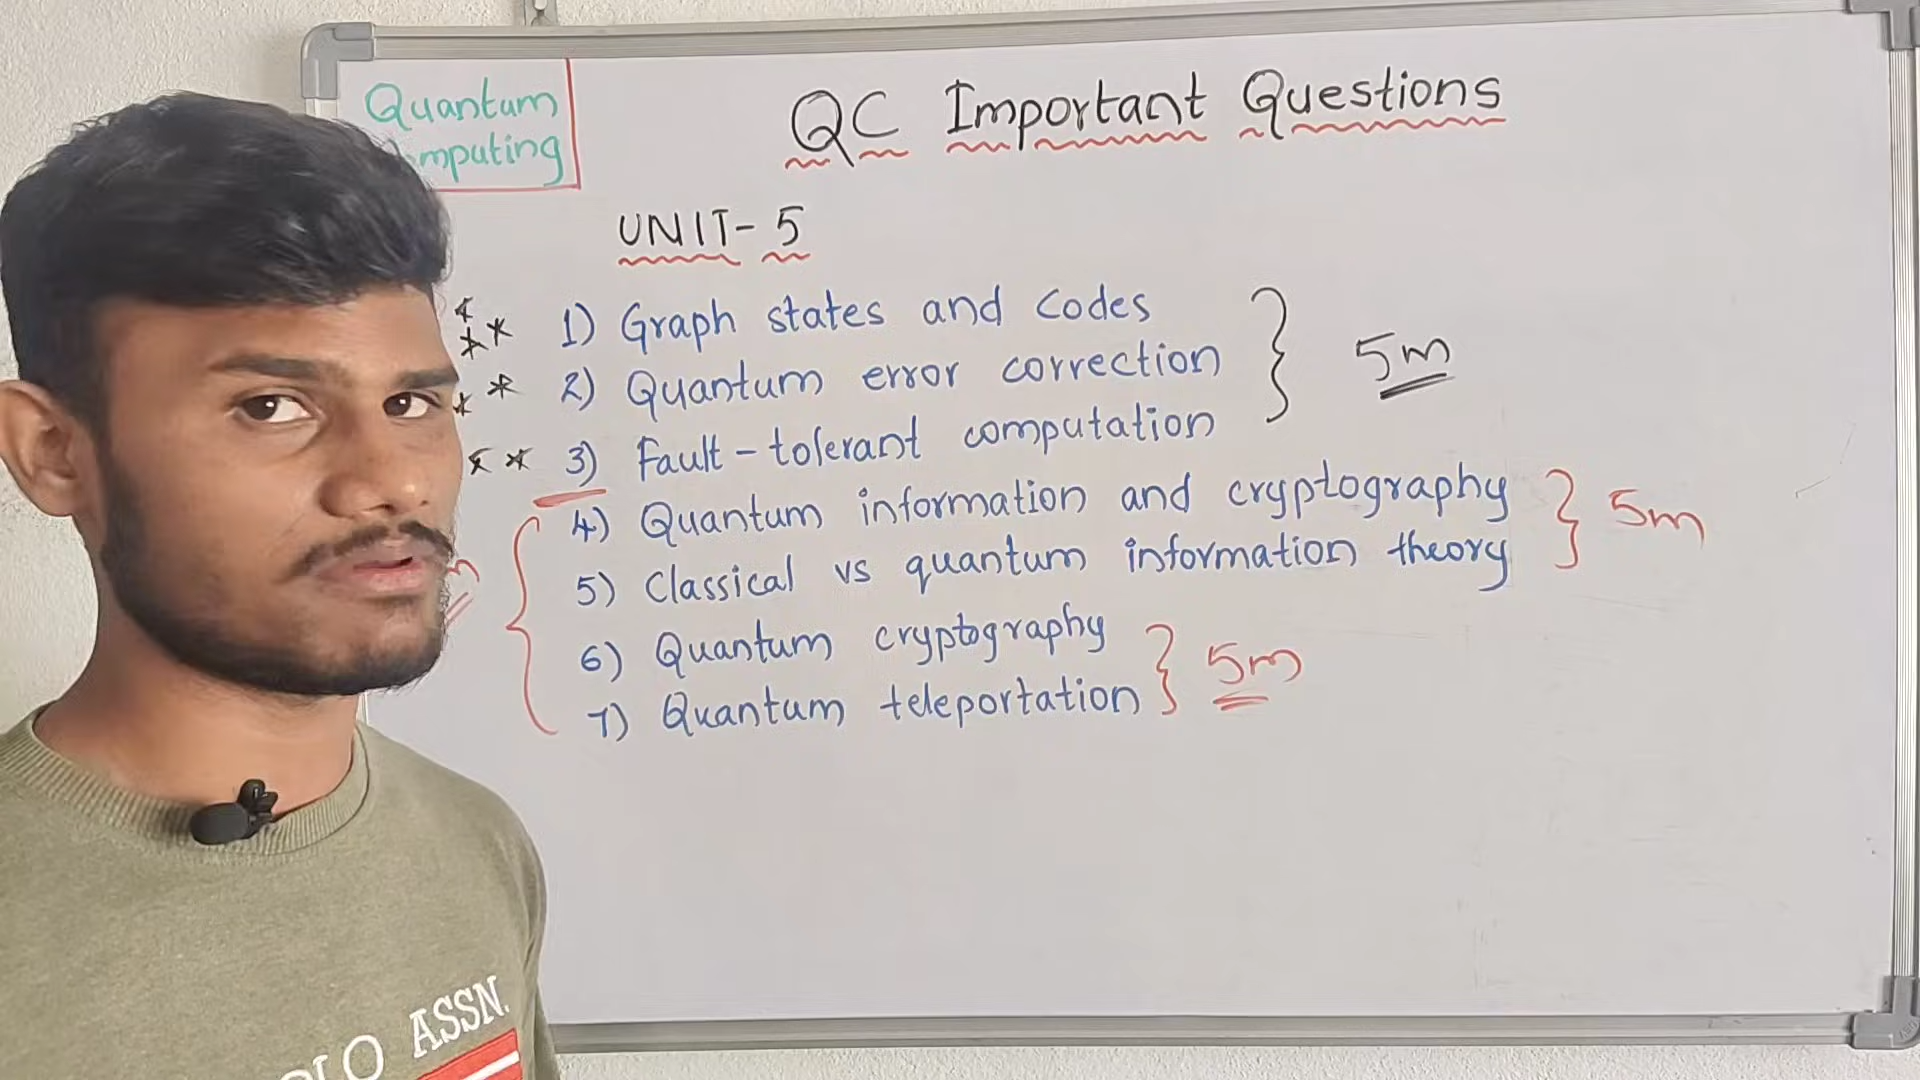 Quantum
QC Important Questions
Computing
UNIT-5
** * 1) Graph states and codes
** 2) Quantum error correction
5m
** 3) Fault-tolerant computation
4) Quantum information and cryptography
5m
5) Classical vs quantum information theory
6) Quantum cryptography
5m
7) Quantum teleportation
ASSN.